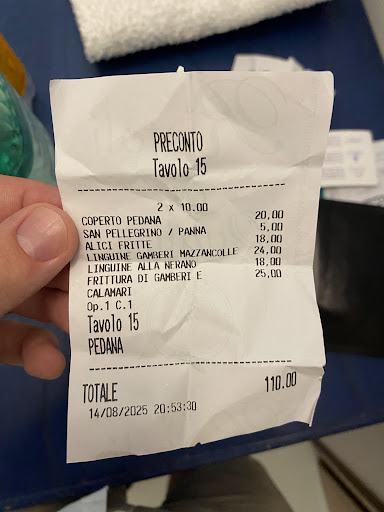 PRECONTO
Tavolo 15
2 x 10.00
COPERTO PEDANA 20,00
SAN PELLEGRINO / PANNA 5,00
ALICI FRITTE 18,00
LINGUINE GAMBERI MAZZANCOLLE 24,00
LINGUINE ALLA NERANO 18,00
FRITTURA DI GAMBERI E 25,00
CALAMARI
Op.1 C.1
Tavolo 15
PEDANA
TOTALE 110.00
14/08/2025 20:53:30